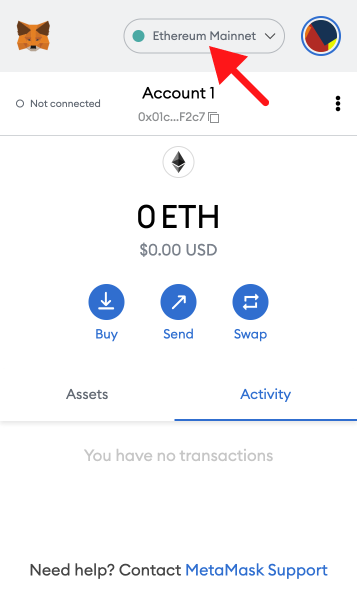 Ethereum Mainnet
Not connected
Account 1
0x01c...F2c7
0 ETH
$0.00 USD
Buy Send Swap
Assets Activity
You have no transactions
Need help? Contact MetaMask Support